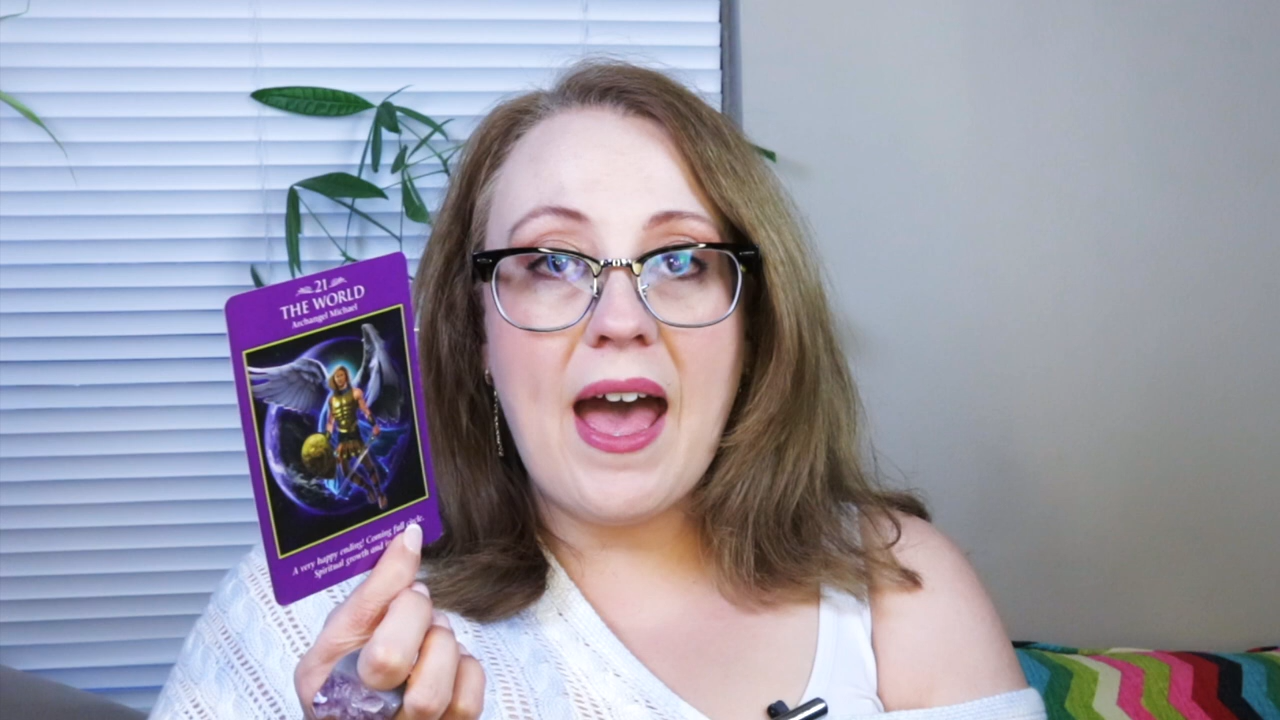 21
THE WORLD
Archangel Michael
A very happy ending! Coming full circle.
Spiritual growth and